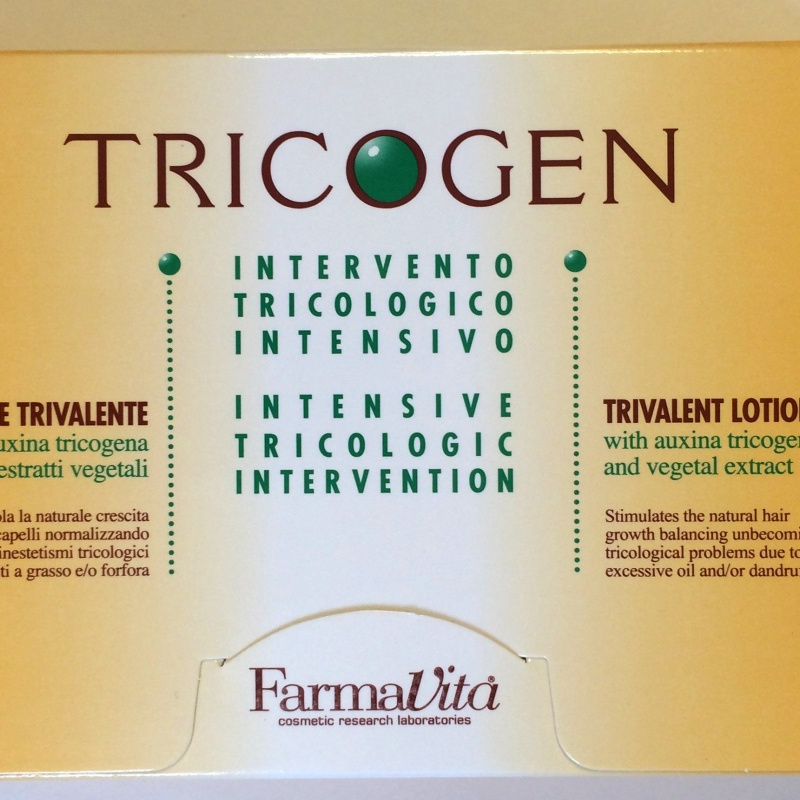 TRICOGEN
INTERVENTO
TRICOLOGICO
INTENSIVO
INTENSIVE
TRICOLOGIC
INTERVENTION
TRIVALENTE
tricogena
estratti vegetali
la naturale crescita
capelli normalizzando
inestetismi tricologici
a grasso e/o forfora
TRIVALENT
with auxina
and vegetal extract
Stimulates the natural hair
growth balancing
tricological problems due
excessive oil and/or
FarmaVita®
cosmetic research laboratories